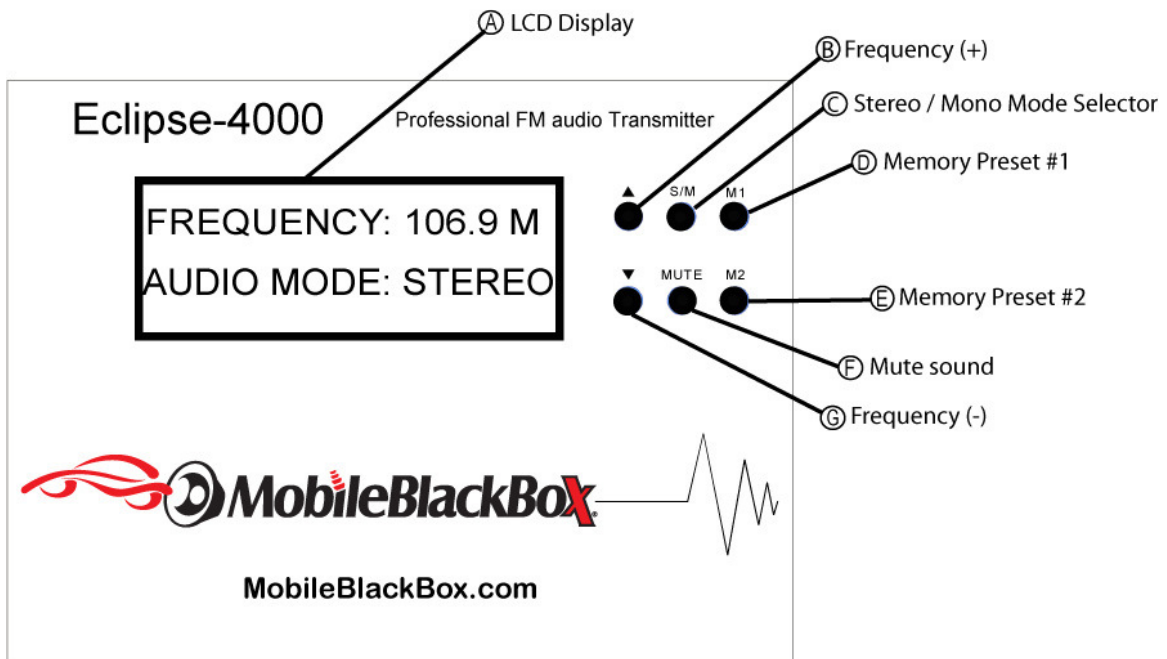 Ⓐ LCD Display
Ⓑ Frequency (+)
Ⓒ Stereo / Mono Mode Selector
Ⓓ Memory Preset #1
Eclipse-4000
Professional FM audio Transmitter
▲ S/M M1
FREQUENCY: 106.9 M
AUDIO MODE: STEREO
▼ MUTE M2
Ⓔ Memory Preset #2
Ⓕ Mute sound
Ⓖ Frequency (-)
MobileBlackBox®
MobileBlackBox.com